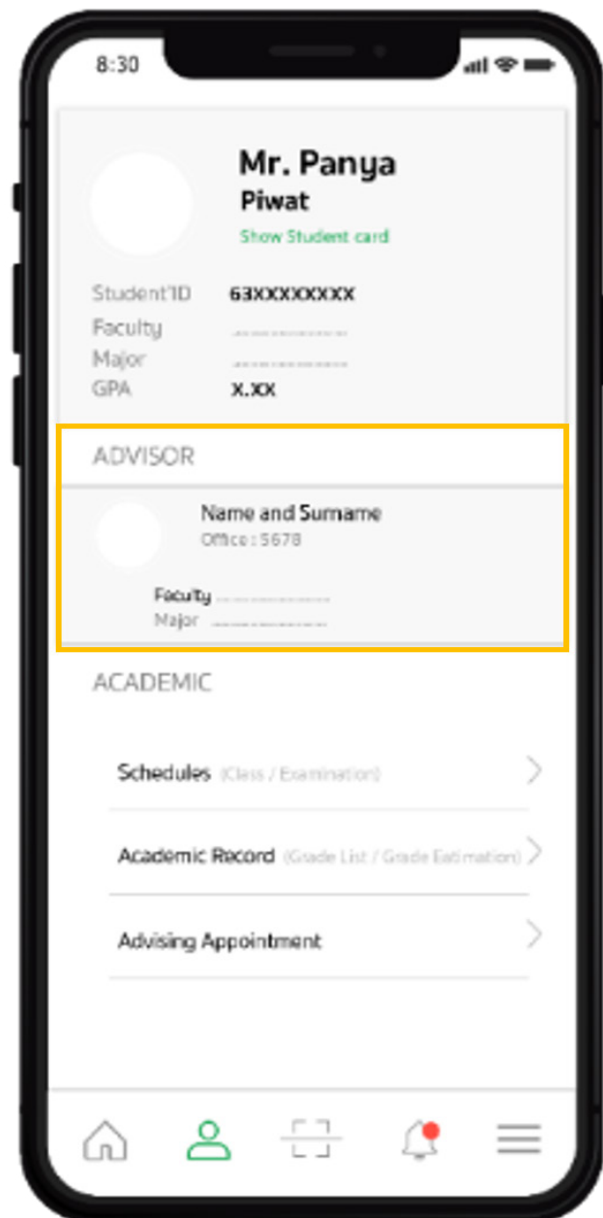 8:30
Mr. Panya
Piwat
Show Student card
Student'ID 63XXXXXXXX
Faculty ........................
Major ........................
GPA X.XX
ADVISOR
Name and Surname
Office : 5678
Faculty ........................
Major ........................
ACADEMIC
Schedules (Class / Examination)
Academic Record (Grade List / Grade Eatimation)
Advising Appointment